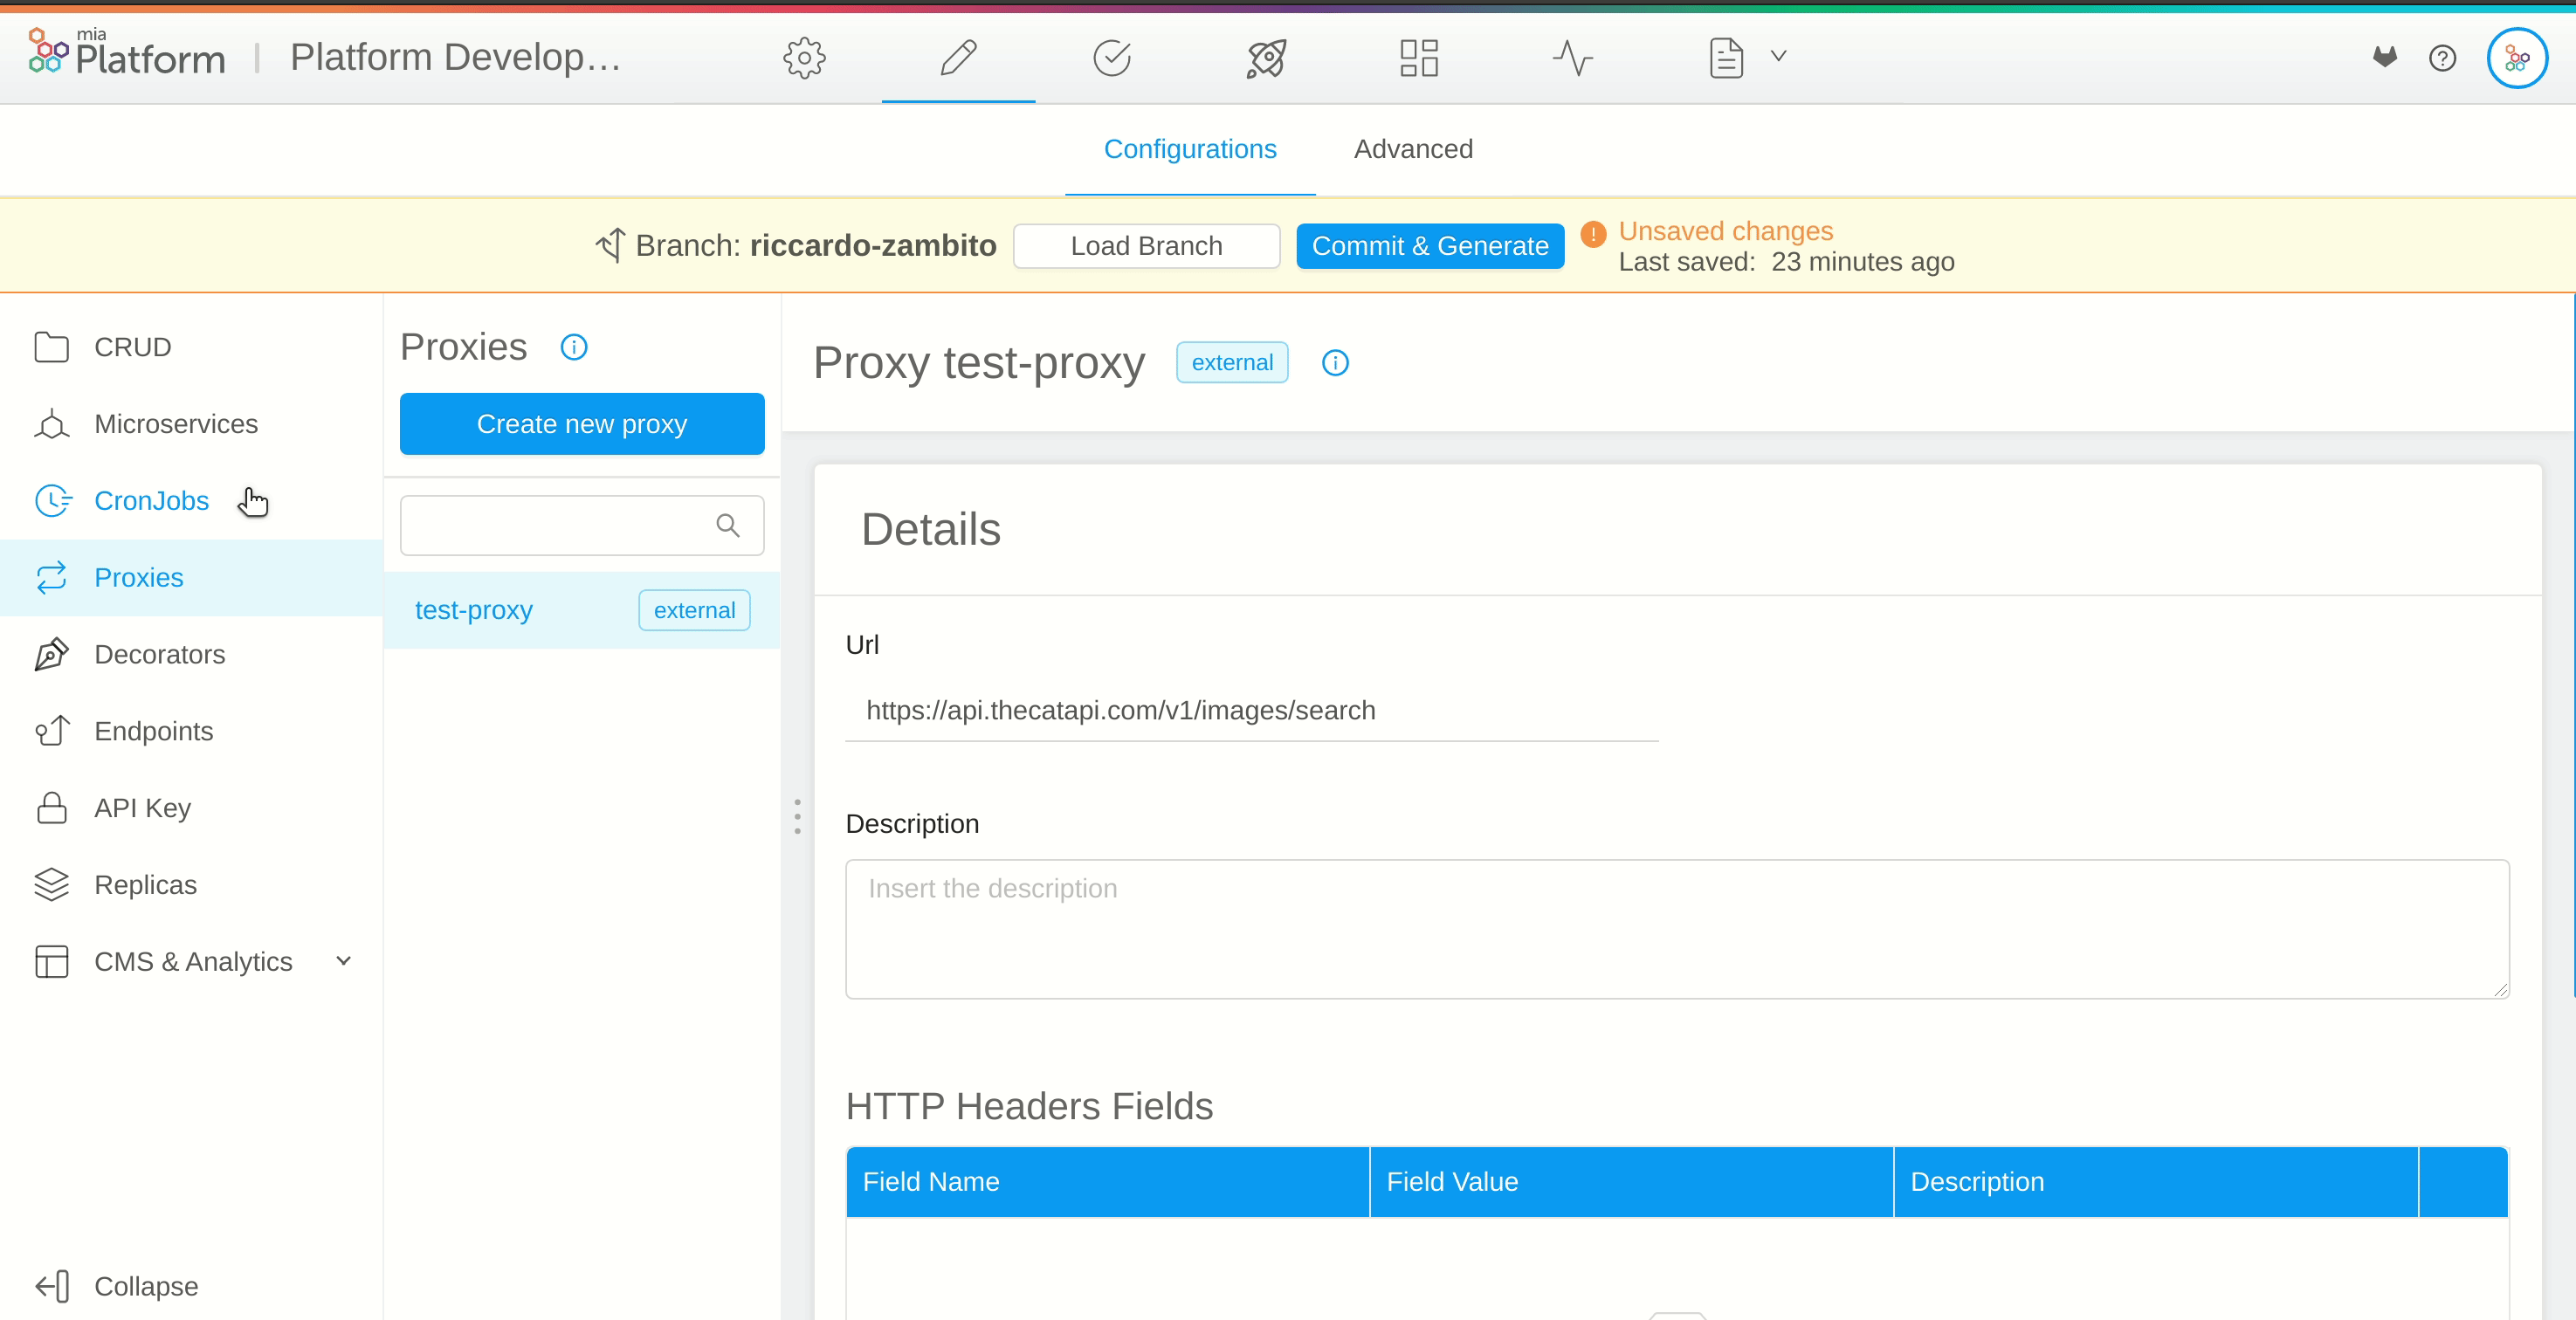 mia
Platform
Platform Develop...
Configurations
Advanced
Branch: riccardo-zambito
Load Branch
Commit & Generate
Unsaved changes
Last saved: 23 minutes ago
CRUD
Microservices
CronJobs
Proxies
Decorators
Endpoints
API Key
Replicas
CMS & Analytics
Collapse
Proxies
Create new proxy
test-proxy
external
Proxy test-proxy
external
Details
Url
https://api.thecatapi.com/v1/images/search
Description
Insert the description
HTTP Headers Fields
Field Name
Field Value
Description